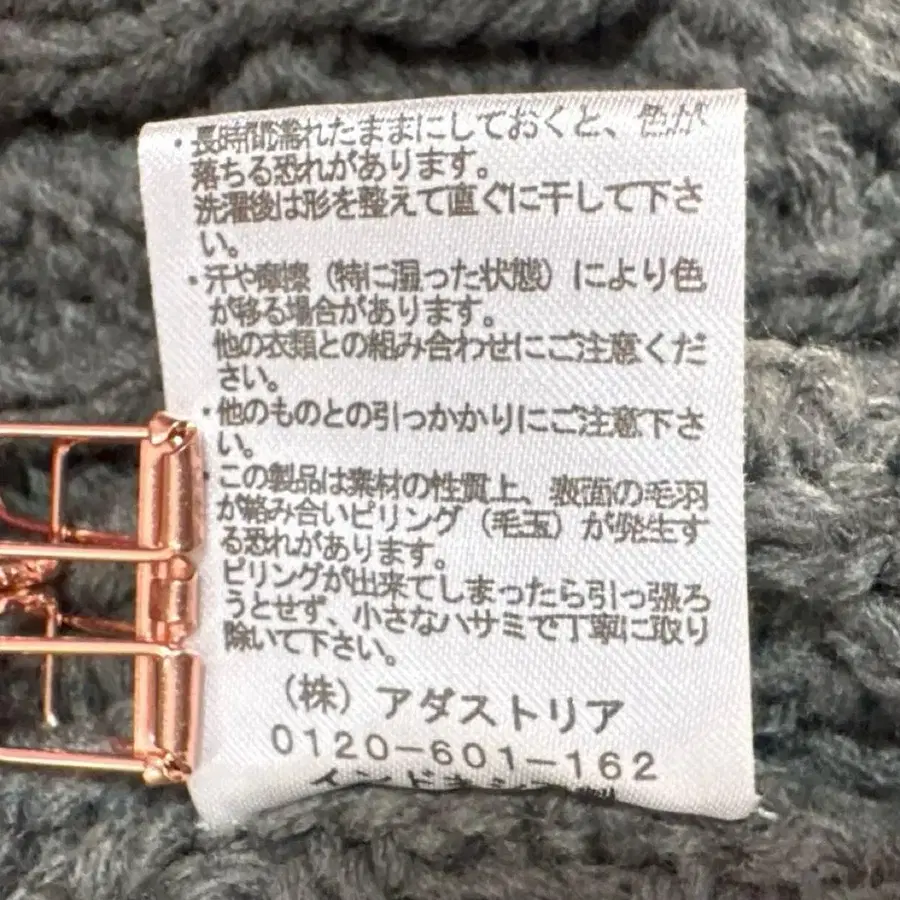 ・長時間濡れたままにしておくと、色が
落ちる恐れがあります。
洗濯後は形を整えて直ぐに干して下さ
い。
・汗や摩擦（特に湿った状態）により色
が移る場合があります。
他の衣類との組み合わせにご注意くだ
さい。
・他のものとの引っかかりにご注意下さ
い。
・この製品は素材の性質上、表面の毛羽
が絡み合いピリング（毛玉）が発生す
る恐れがあります。
ピリングが出来てしまったら引っ張ろ
うとせず、小さなハサミで丁寧に取り
除いて下さい。
（株）アダストリア
0120-601-162
インドネシア製